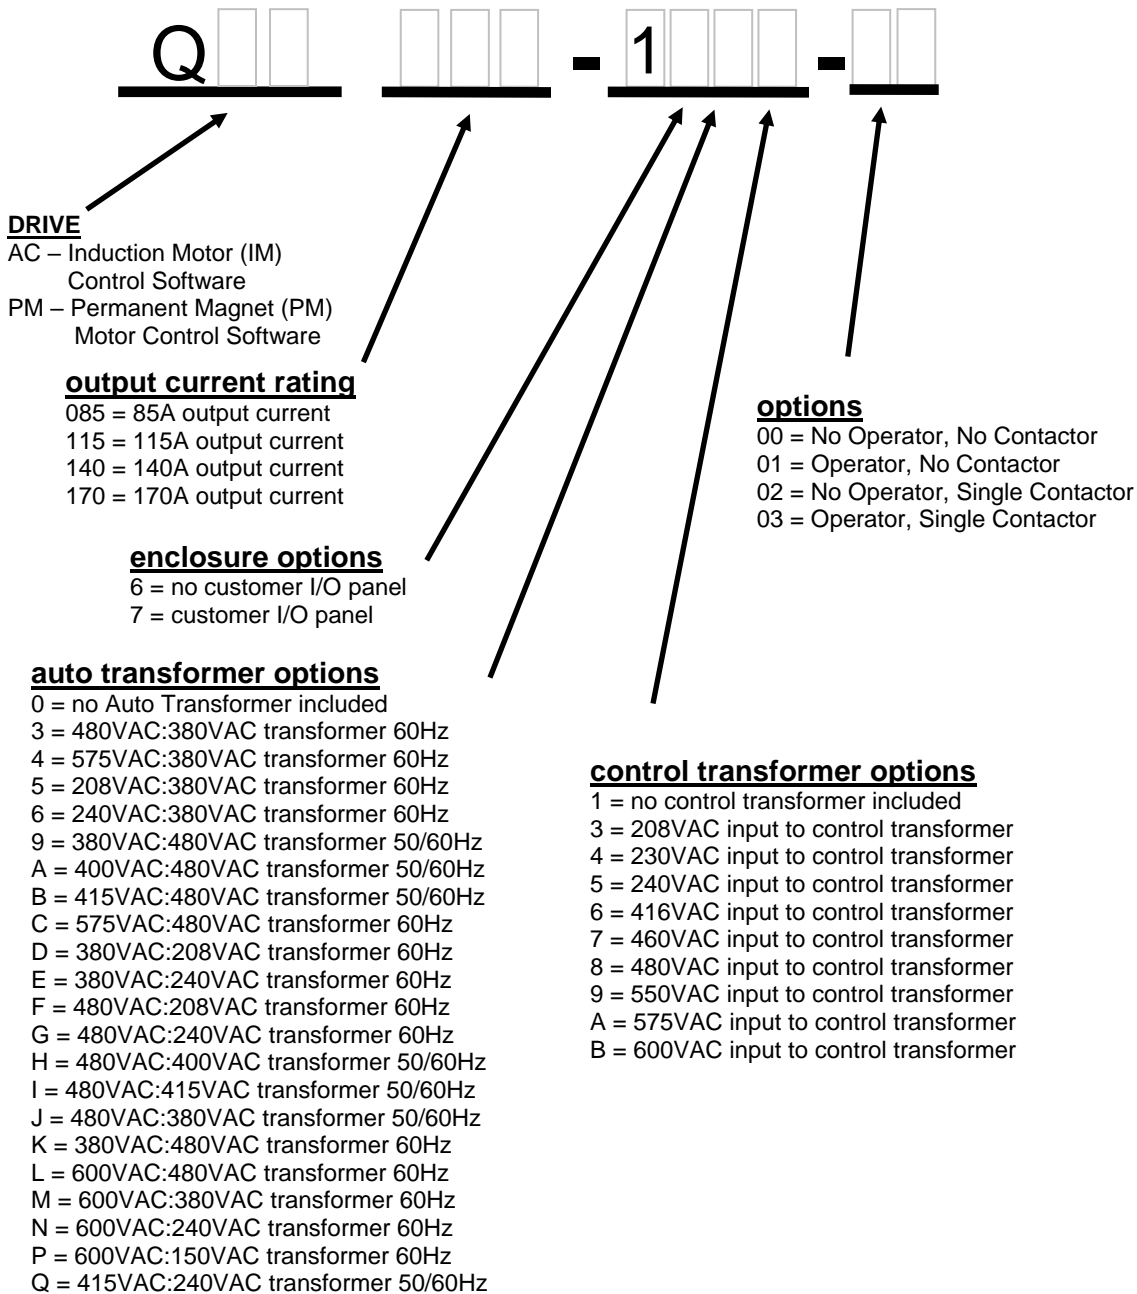 Q - 1 -
DRIVE
AC – Induction Motor (IM)
Control Software
PM – Permanent Magnet (PM)
Motor Control Software
output current rating
085 = 85A output current
115 = 115A output current
140 = 140A output current
170 = 170A output current
options
00 = No Operator, No Contactor
01 = Operator, No Contactor
02 = No Operator, Single Contactor
03 = Operator, Single Contactor
enclosure options
6 = no customer I/O panel
7 = customer I/O panel
auto transformer options
0 = no Auto Transformer included
3 = 480VAC:380VAC transformer 60Hz
4 = 575VAC:380VAC transformer 60Hz
5 = 208VAC:380VAC transformer 60Hz
6 = 240VAC:380VAC transformer 60Hz
9 = 380VAC:480VAC transformer 50/60Hz
A = 400VAC:480VAC transformer 50/60Hz
B = 415VAC:480VAC transformer 50/60Hz
C = 575VAC:480VAC transformer 60Hz
D = 380VAC:208VAC transformer 60Hz
E = 380VAC:240VAC transformer 60Hz
F = 480VAC:208VAC transformer 60Hz
G = 480VAC:240VAC transformer 60Hz
H = 480VAC:400VAC transformer 50/60Hz
I = 480VAC:415VAC transformer 50/60Hz
J = 480VAC:380VAC transformer 50/60Hz
K = 380VAC:480VAC transformer 60Hz
L = 600VAC:480VAC transformer 60Hz
M = 600VAC:380VAC transformer 60Hz
N = 600VAC:240VAC transformer 60Hz
P = 600VAC:150VAC transformer 60Hz
Q = 415VAC:240VAC transformer 50/60Hz
control transformer options
1 = no control transformer included
3 = 208VAC input to control transformer
4 = 230VAC input to control transformer
5 = 240VAC input to control transformer
6 = 416VAC input to control transformer
7 = 460VAC input to control transformer
8 = 480VAC input to control transformer
9 = 550VAC input to control transformer
A = 575VAC input to control transformer
B = 600VAC input to control transformer